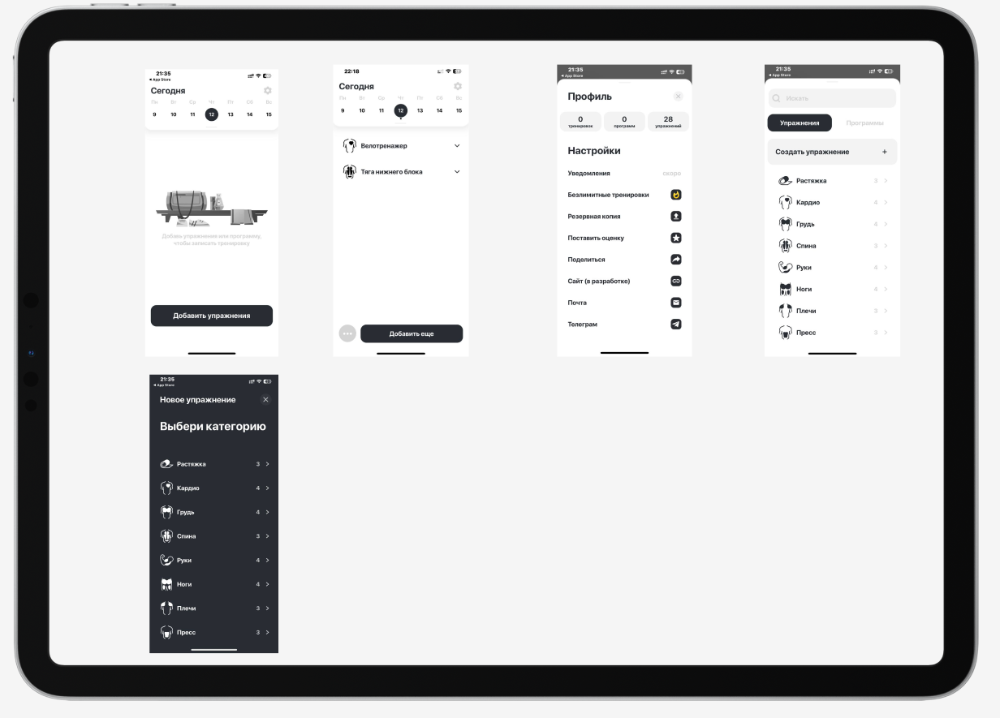 21:35
App Store
Сегодня
Пн Вт Ср Чт Пт Сб Вс
9 10 11 12 13 14 15
Добавь упражнения или программу,
чтобы записать тренировку
Добавить упражнения
22:18
Сегодня
Пн Вт Ср Чт Пт Сб Вс
9 10 11 12 13 14 15
Велотренажер
Тяга нижнего блока
Добавить еще
21:35
App Store
Профиль
0 0 28
тренировок программ упражнений
Настройки
Уведомления скоро
Безлимитные тренировки
Резервная копия
Поставить оценку
Поделиться
Сайт (в разработке)
Почта
Телеграм
21:35
App Store
Искать
Упражнения Программы
Создать упражнение +
Растяжка 3
Кардио 4
Грудь 4
Спина 3
Руки 4
Ноги 4
Плечи 3
Пресс 3
21:35
App Store
Новое упражнение
Выбери категорию
Растяжка 3
Кардио 4
Грудь 4
Спина 3
Руки 4
Ноги 4
Плечи 3
Пресс 3